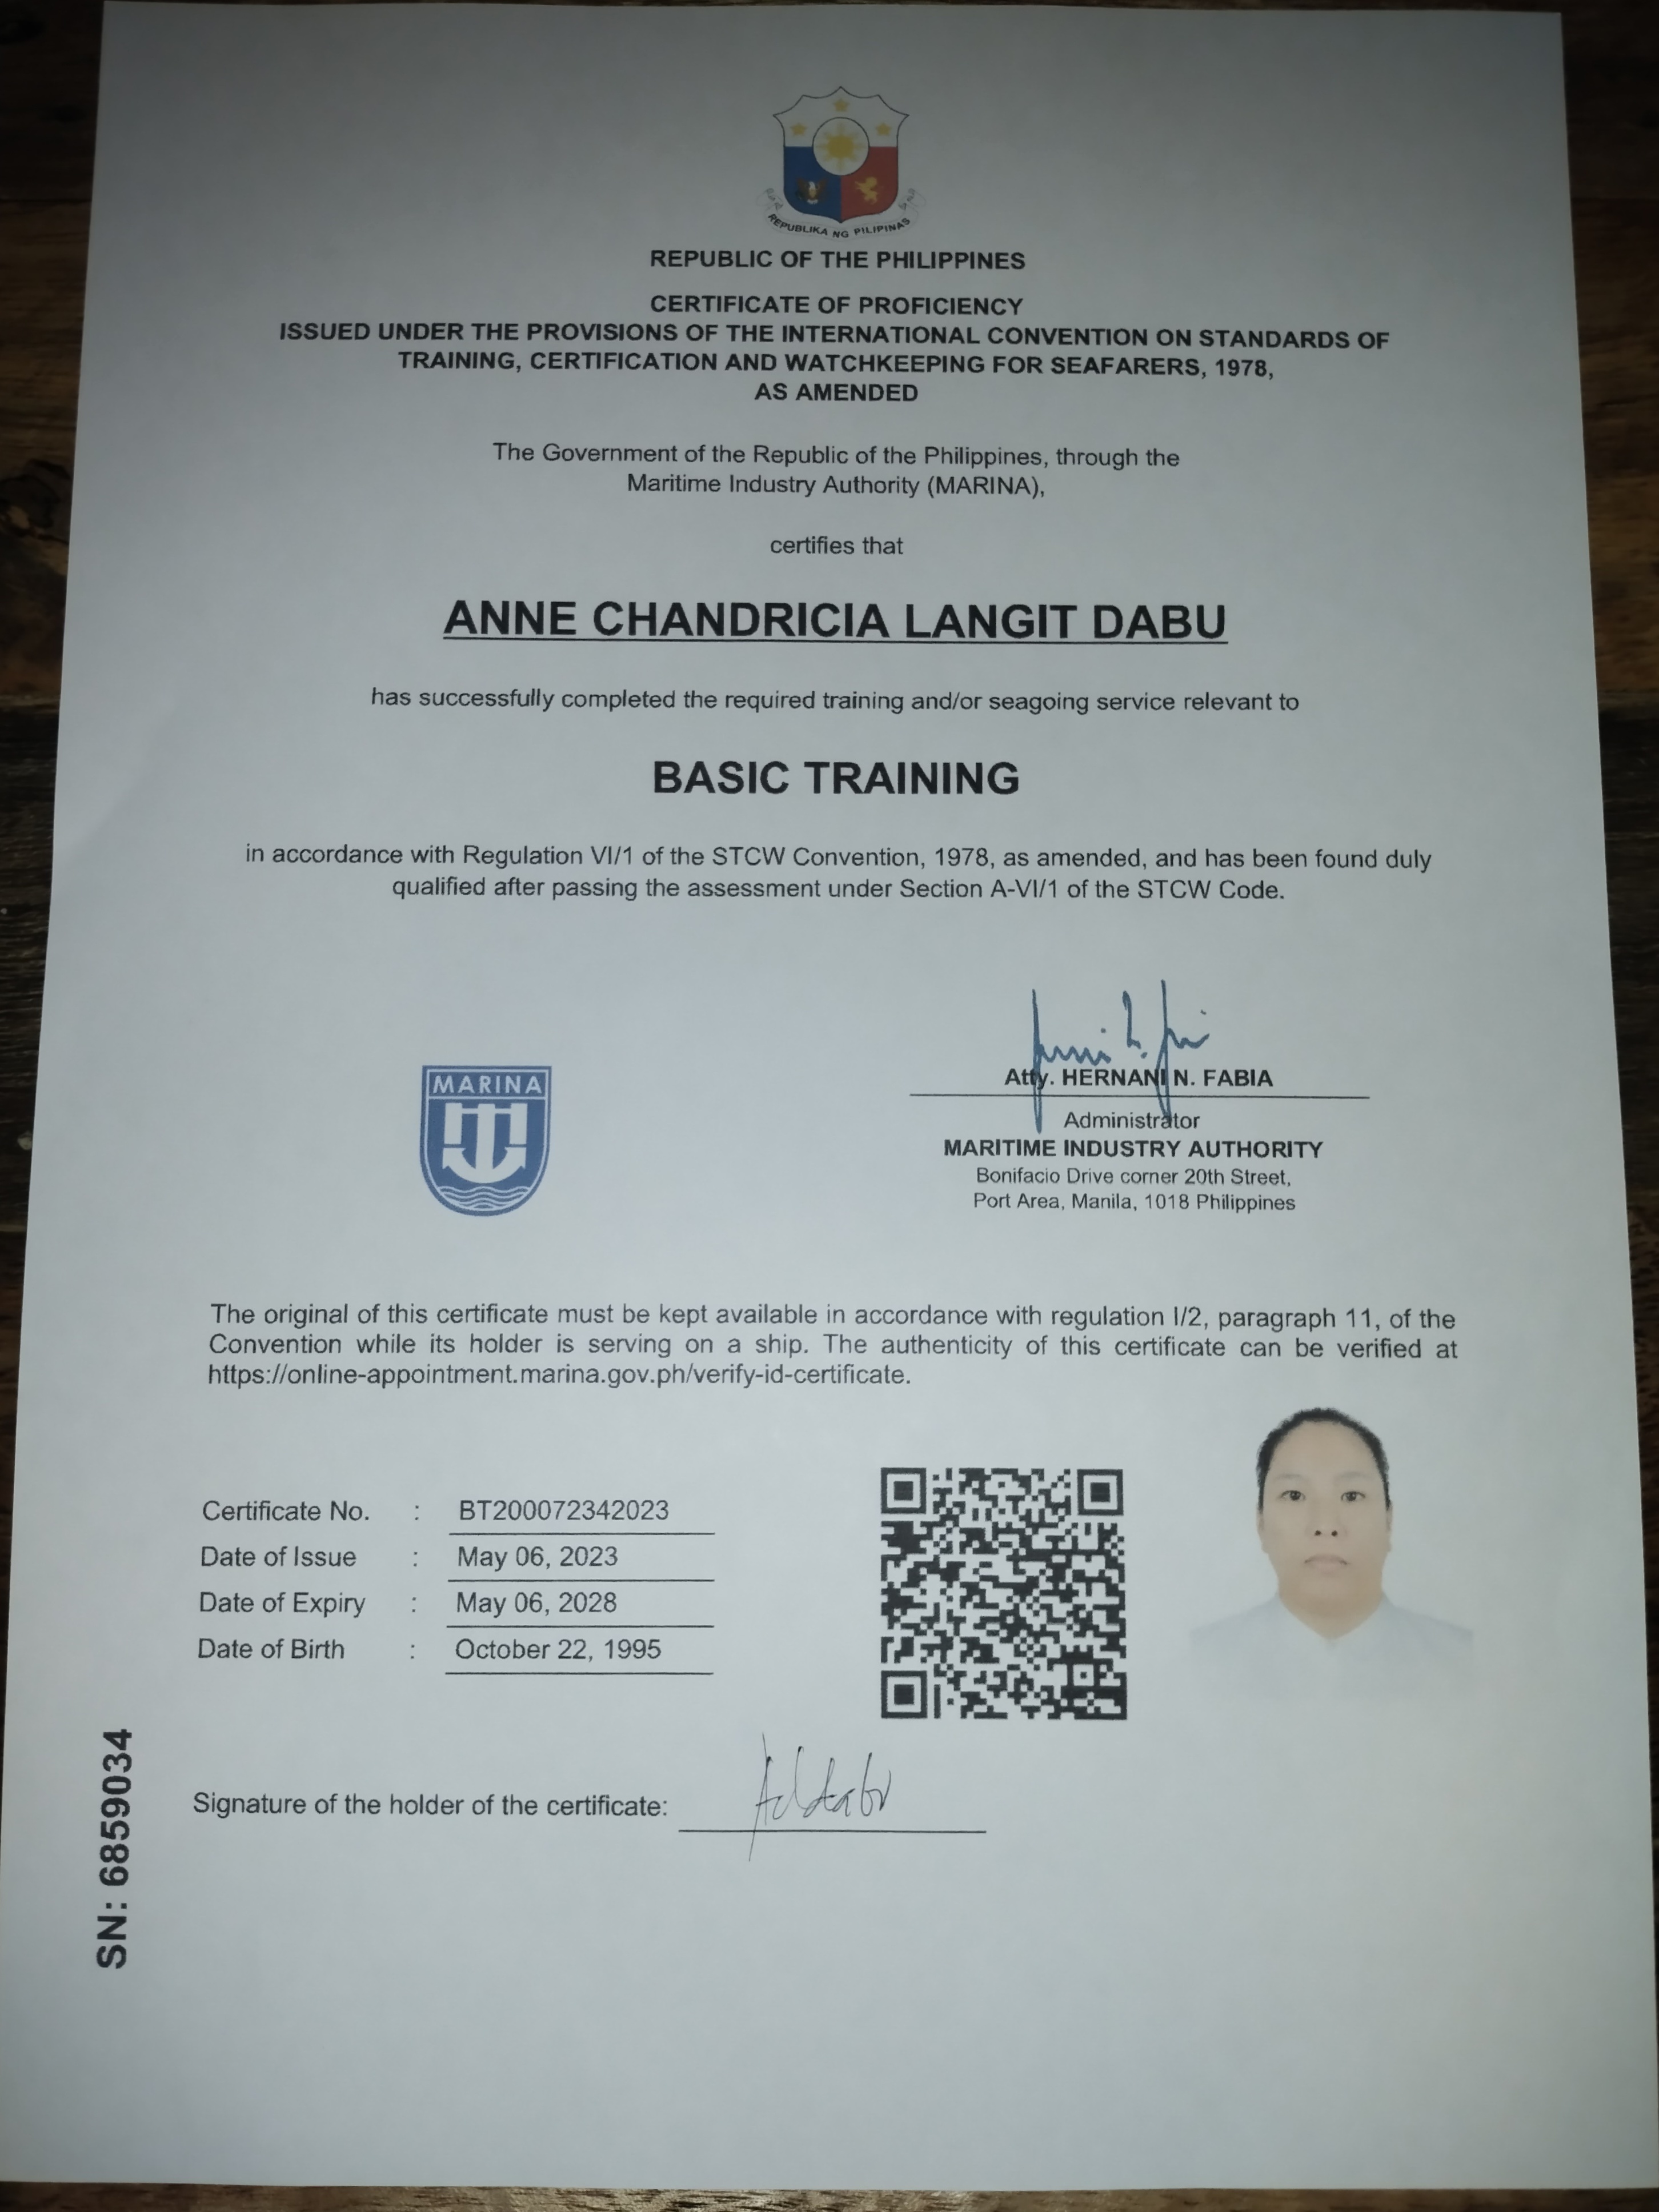 REPUBLIKA NG PILIPINAS
REPUBLIC OF THE PHILIPPINES
CERTIFICATE OF PROFICIENCY
ISSUED UNDER THE PROVISIONS OF THE INTERNATIONAL CONVENTION ON STANDARDS OF
TRAINING, CERTIFICATION AND WATCHKEEPING FOR SEAFARERS, 1978,
AS AMENDED
The Government of the Republic of the Philippines, through the
Maritime Industry Authority (MARINA),
certifies that
ANNE CHANDRICIA LANGIT DABU
has successfully completed the required training and/or seagoing service relevant to
BASIC TRAINING
in accordance with Regulation VI/1 of the STCW Convention, 1978, as amended, and has been found duly
qualified after passing the assessment under Section A-VI/1 of the STCW Code.
MARINA
Atty. HERNANI N. FABIA
Administrator
MARITIME INDUSTRY AUTHORITY
Bonifacio Drive corner 20th Street,
Port Area, Manila, 1018 Philippines
The original of this certificate must be kept available in accordance with regulation I/2, paragraph 11, of the
Convention while its holder is serving on a ship. The authenticity of this certificate can be verified at
https://online-appointment.marina.gov.ph/verify-id-certificate.
Certificate No. : BT200072342023
Date of Issue : May 06, 2023
Date of Expiry : May 06, 2028
Date of Birth : October 22, 1995
Signature of the holder of the certificate:
SN: 6859034